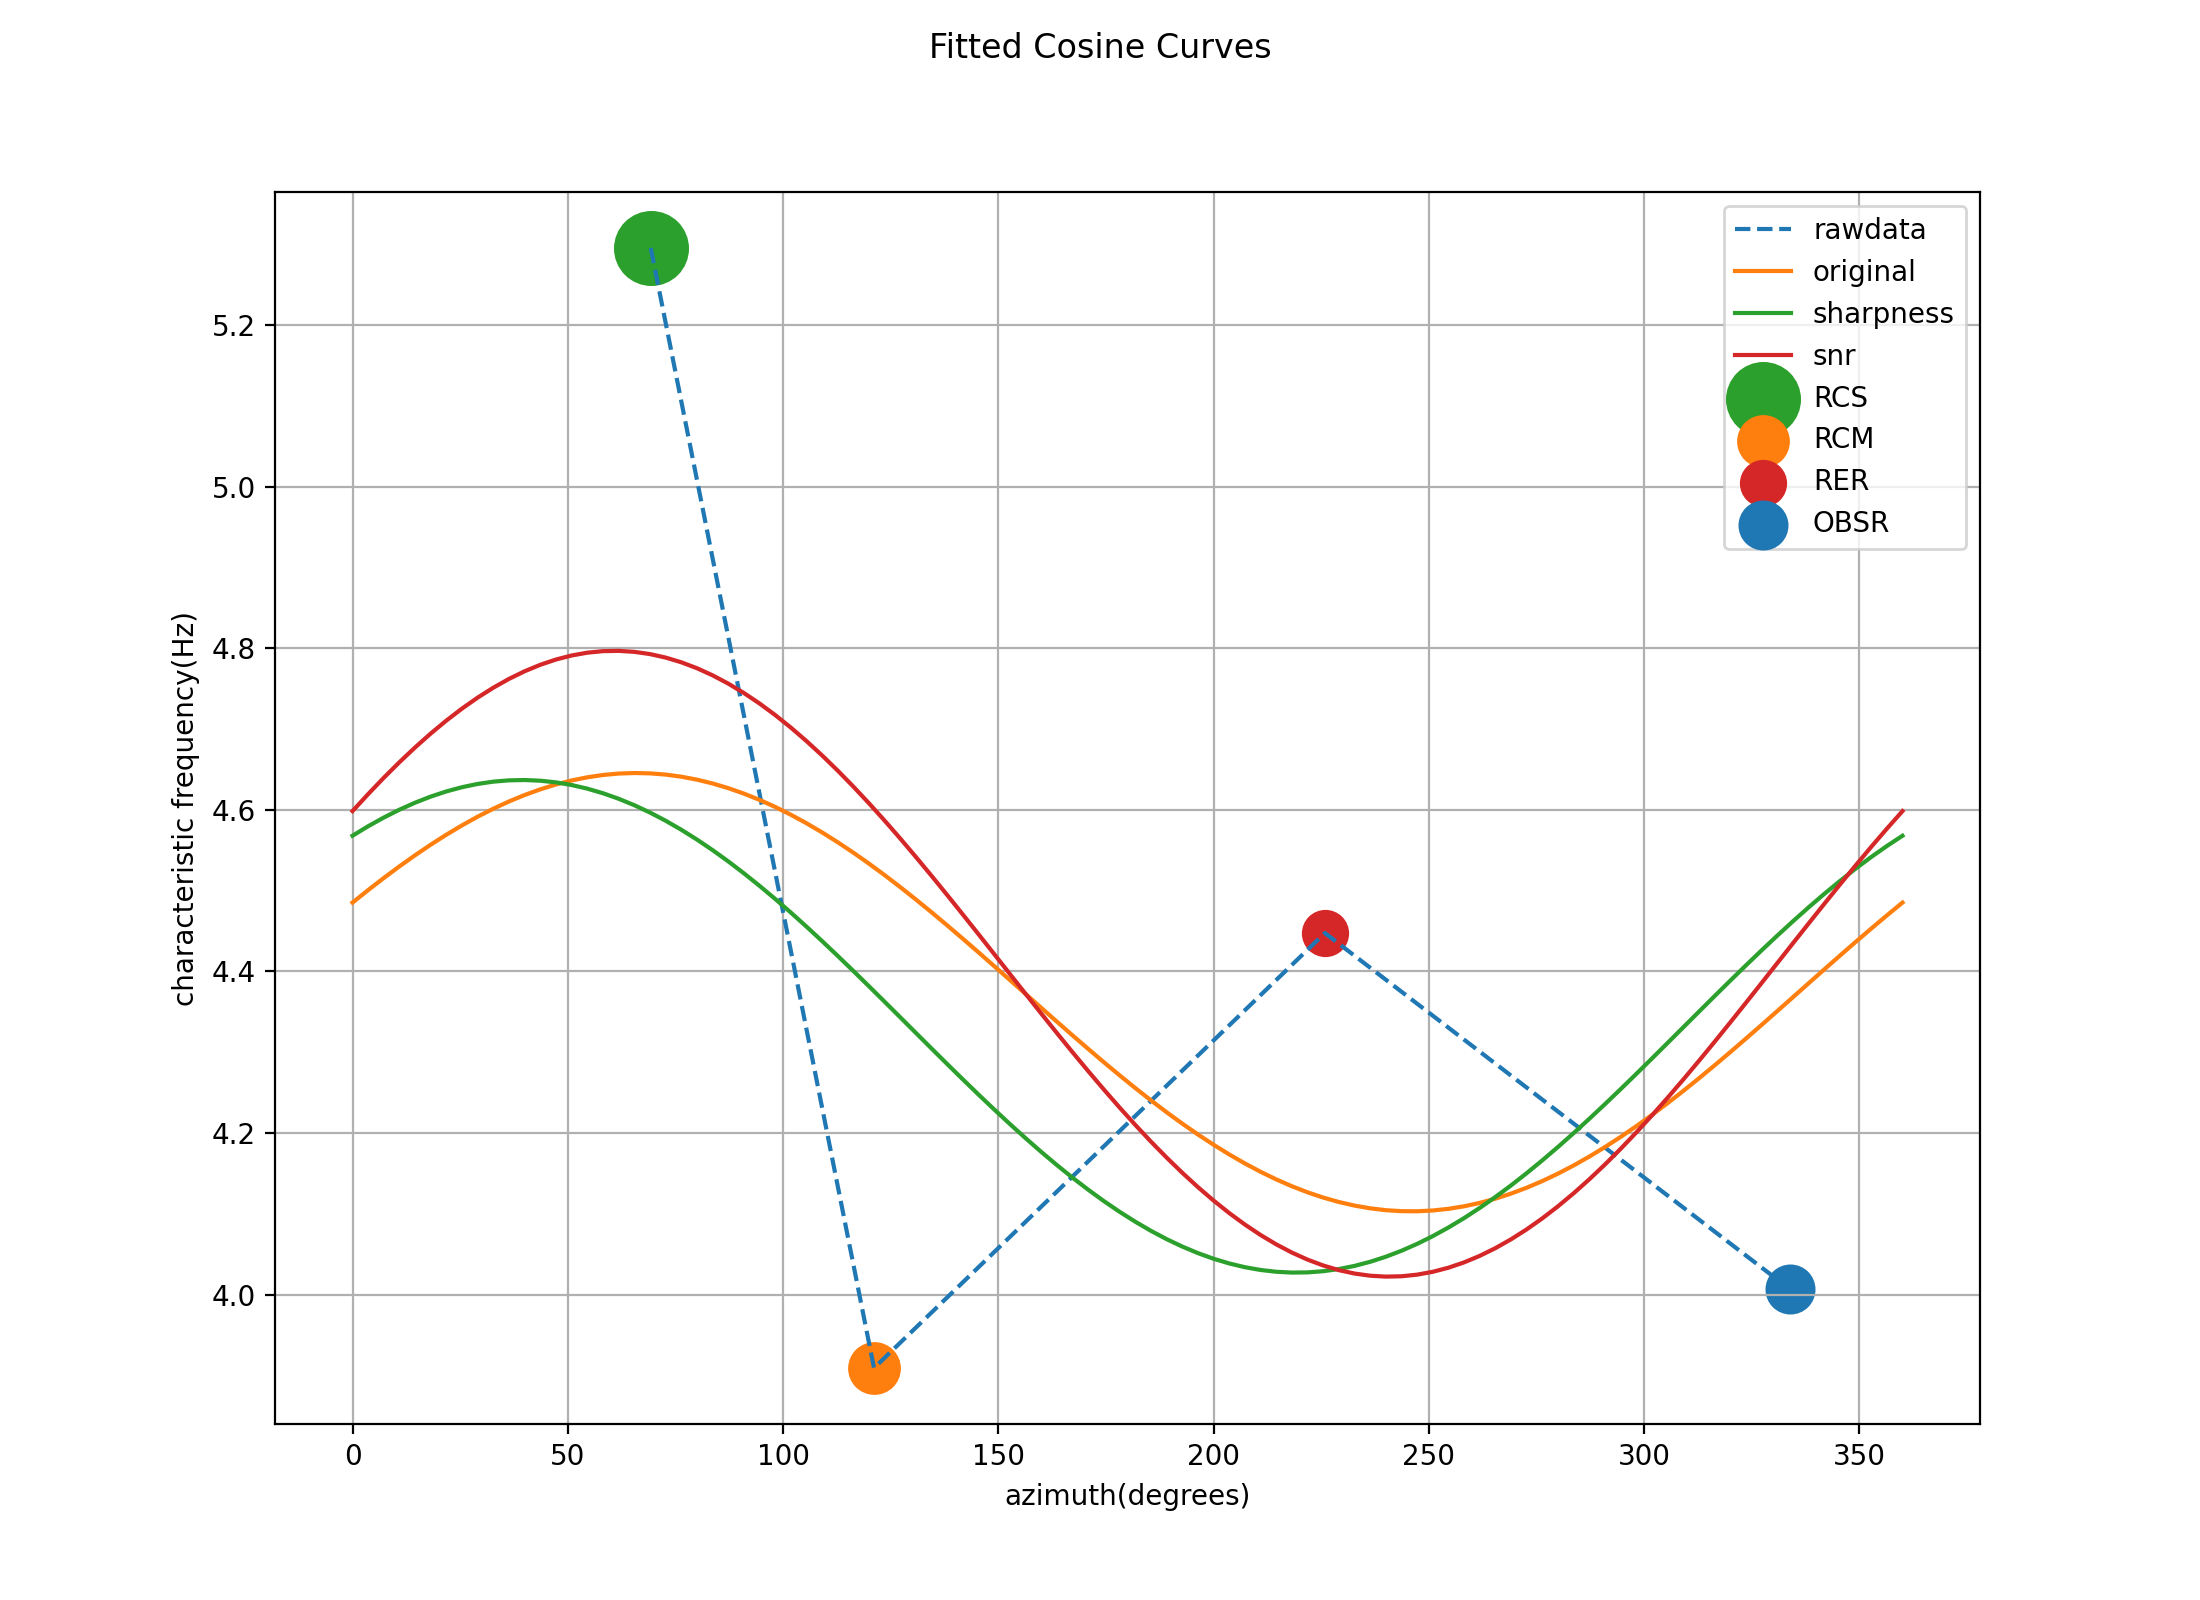 Fitted Cosine Curves
rawdata
original
sharpness
snr
RCS
RCM
RER
OBSR
characteristic frequency(Hz)
5.2
5.0
4.8
4.6
4.4
4.2
4.0
0 50 100 150 200 250 300 350
azimuth(degrees)